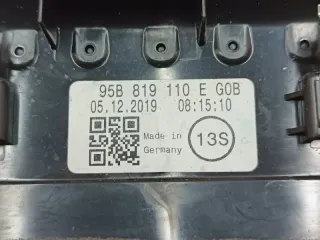 95B 819 110 E G0B
05.12.2019 08:15:10
Made in
Germany
13S